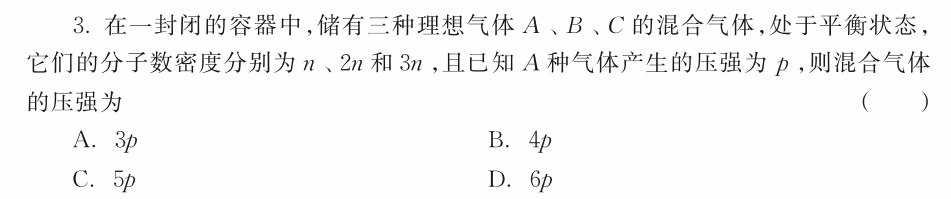 3. 在一封闭的容器中,储有三种理想气体 A、B、C 的混合气体,处于平衡状态,
它们的分子数密度分别为 n、2n 和 3n,且已知 A 种气体产生的压强为 p,则混合气体
的压强为 (  )
A. 3p B. 4p
C. 5p D. 6p